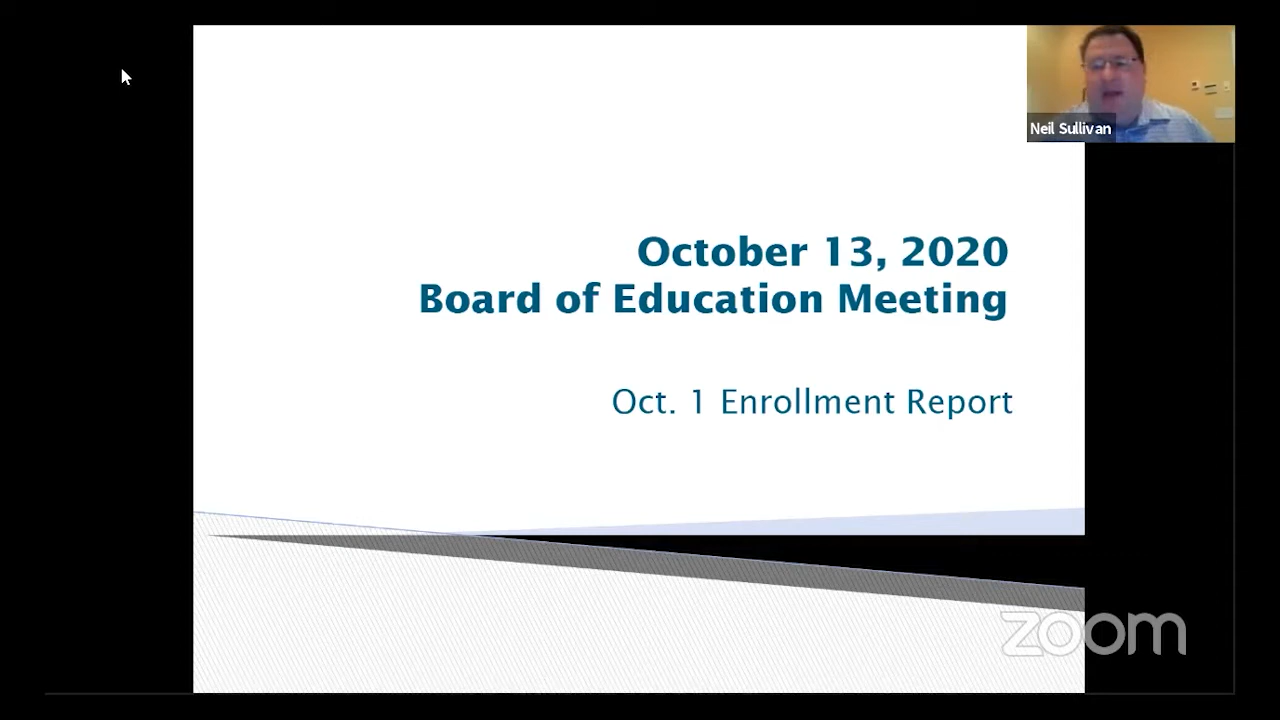 Neil Sullivan
October 13, 2020
Board of Education Meeting
Oct. 1 Enrollment Report
zoom